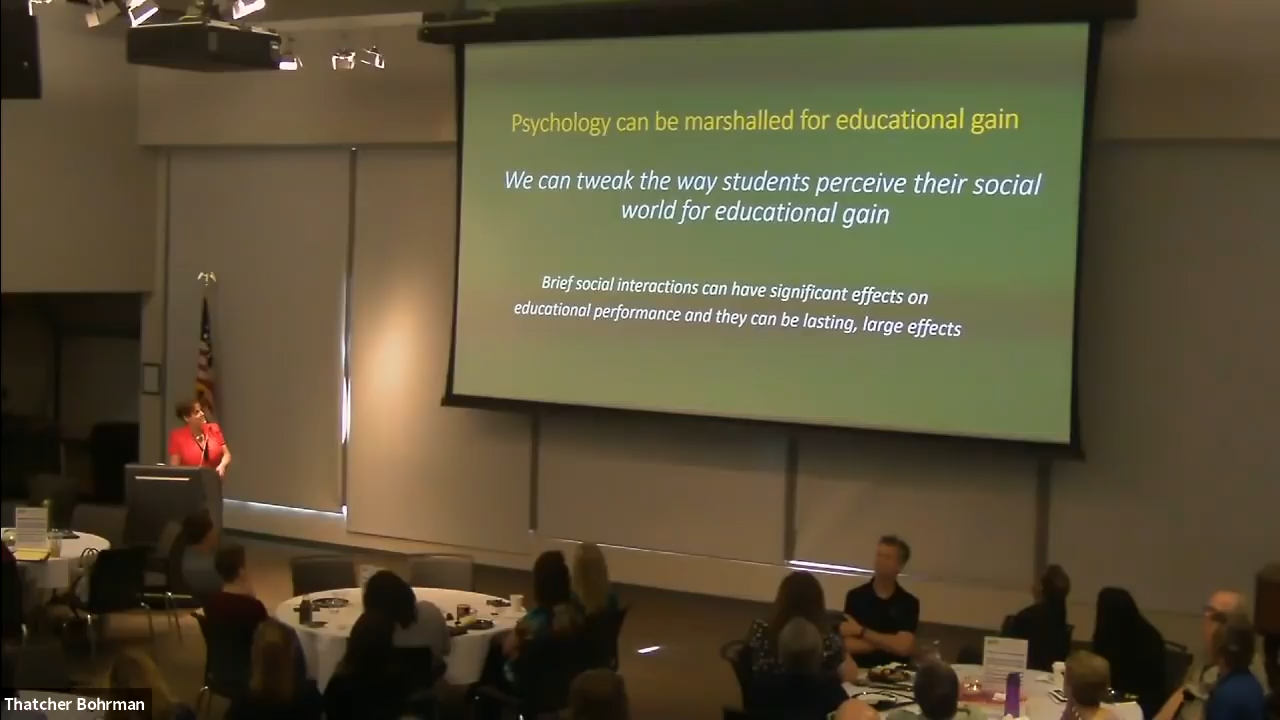 Psychology can be marshalled for educational gain
We can tweak the way students perceive their social
world for educational gain
Brief social interactions can have significant effects on
educational performance and they can be lasting, large effects
Thatcher Bohrman